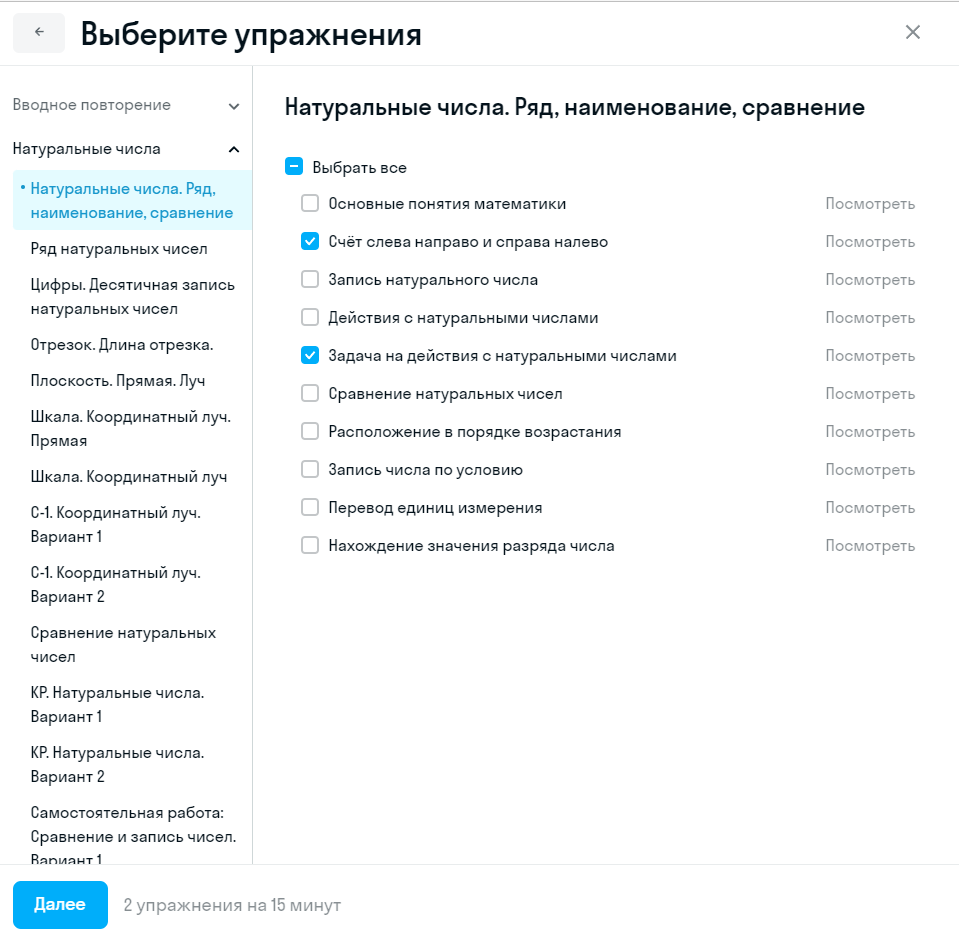 Выберите упражнения
Вводное повторение
Натуральные числа
• Натуральные числа. Ряд,
наименование, сравнение
Ряд натуральных чисел
Цифры. Десятичная запись
натуральных чисел
Отрезок. Длина отрезка.
Плоскость. Прямая. Луч
Шкала. Координатный луч.
Прямая
Шкала. Координатный луч
С-1. Координатный луч.
Вариант 1
С-1. Координатный луч.
Вариант 2
Сравнение натуральных
чисел
КР. Натуральные числа.
Вариант 1
КР. Натуральные числа.
Вариант 2
Самостоятельная работа:
Сравнение и запись чисел.
Вариант 1
Натуральные числа. Ряд, наименование, сравнение
Выбрать все
Основные понятия математики Посмотреть
Счёт слева направо и справа налево Посмотреть
Запись натурального числа Посмотреть
Действия с натуральными числами Посмотреть
Задача на действия с натуральными числами Посмотреть
Сравнение натуральных чисел Посмотреть
Расположение в порядке возрастания Посмотреть
Запись числа по условию Посмотреть
Перевод единиц измерения Посмотреть
Нахождение значения разряда числа Посмотреть
Далее 2 упражнения на 15 минут